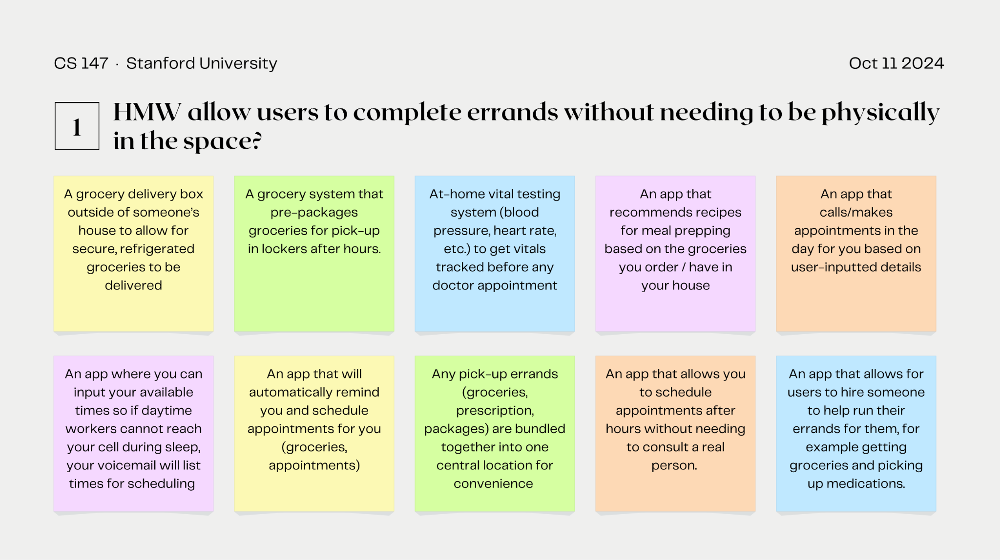 CS 147 · Stanford University
Oct 11 2024
1
HMW allow users to complete errands without needing to be physically
in the space?
A grocery delivery box
outside of someone’s
house to allow for
secure, refrigerated
groceries to be
delivered
A grocery system that
pre-packages
groceries for pick-up
in lockers after hours.
At-home vital testing
system (blood
pressure, heart rate,
etc.) to get vitals
tracked before any
doctor appointment
An app that
recommends recipes
for meal prepping
based on the groceries
you order / have in
your house
An app that
calls/makes
appointments in the
day for you based on
user-inputted details
An app where you can
input your available
times so if daytime
workers cannot reach
your cell during sleep,
your voicemail will list
times for scheduling
An app that will
automatically remind
you and schedule
appointments for you
(groceries,
appointments)
Any pick-up errands
(groceries,
prescription,
packages) are bundled
together into one
central location for
convenience
An app that allows you
to schedule
appointments after
hours without needing
to consult a real
person.
An app that allows for
users to hire someone
to help run their
errands for them, for
example getting
groceries and picking
up medications.